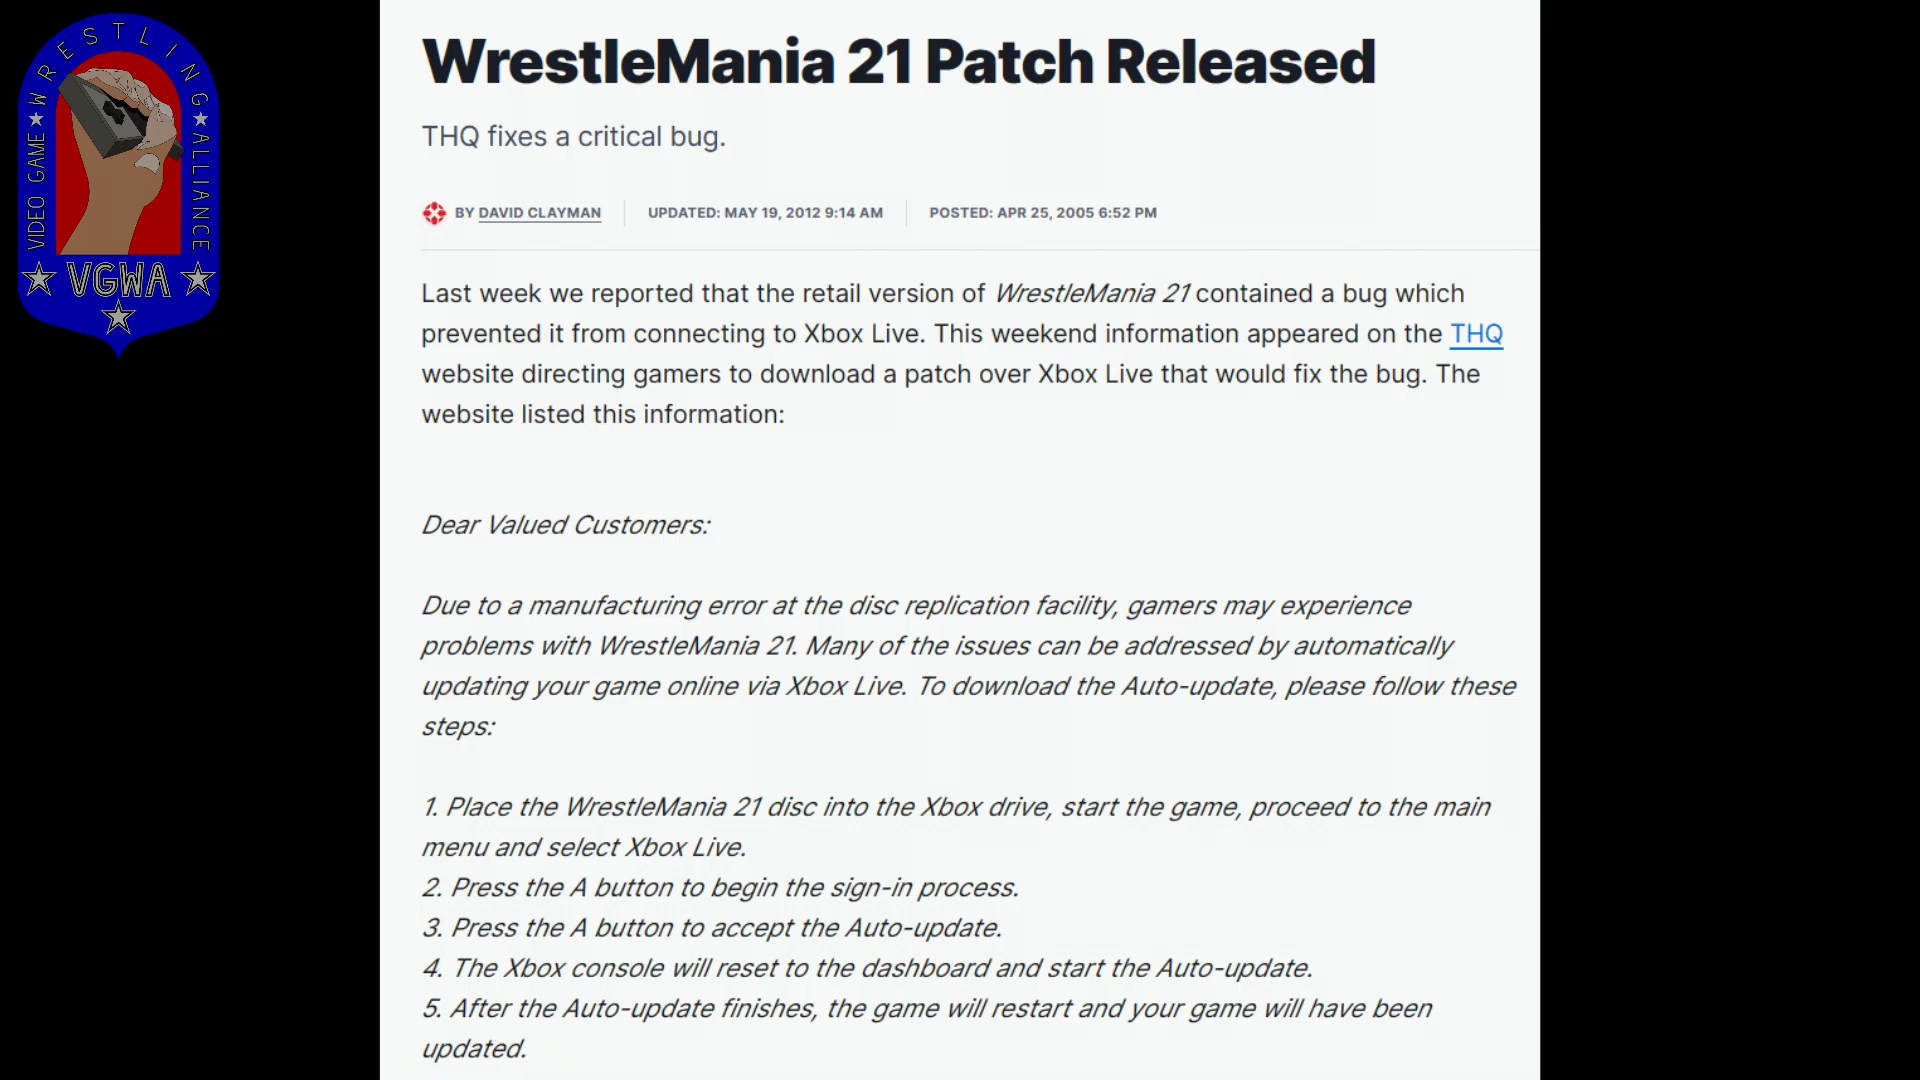 VIDEO GAME★WRESTLING★ALLIANCE
VGWA
WrestleMania 21 Patch Released
THQ fixes a critical bug.
BY DAVID CLAYMAN UPDATED: MAY 19, 2012 9:14 AM POSTED: APR 25, 2005 6:52 PM
Last week we reported that the retail version of WrestleMania 21 contained a bug which
prevented it from connecting to Xbox Live. This weekend information appeared on the THQ
website directing gamers to download a patch over Xbox Live that would fix the bug. The
website listed this information:
Dear Valued Customers:
Due to a manufacturing error at the disc replication facility, gamers may experience
problems with WrestleMania 21. Many of the issues can be addressed by automatically
updating your game online via Xbox Live. To download the Auto-update, please follow these
steps:
1. Place the WrestleMania 21 disc into the Xbox drive, start the game, proceed to the main
menu and select Xbox Live.
2. Press the A button to begin the sign-in process.
3. Press the A button to accept the Auto-update.
4. The Xbox console will reset to the dashboard and start the Auto-update.
5. After the Auto-update finishes, the game will restart and your game will have been
updated.